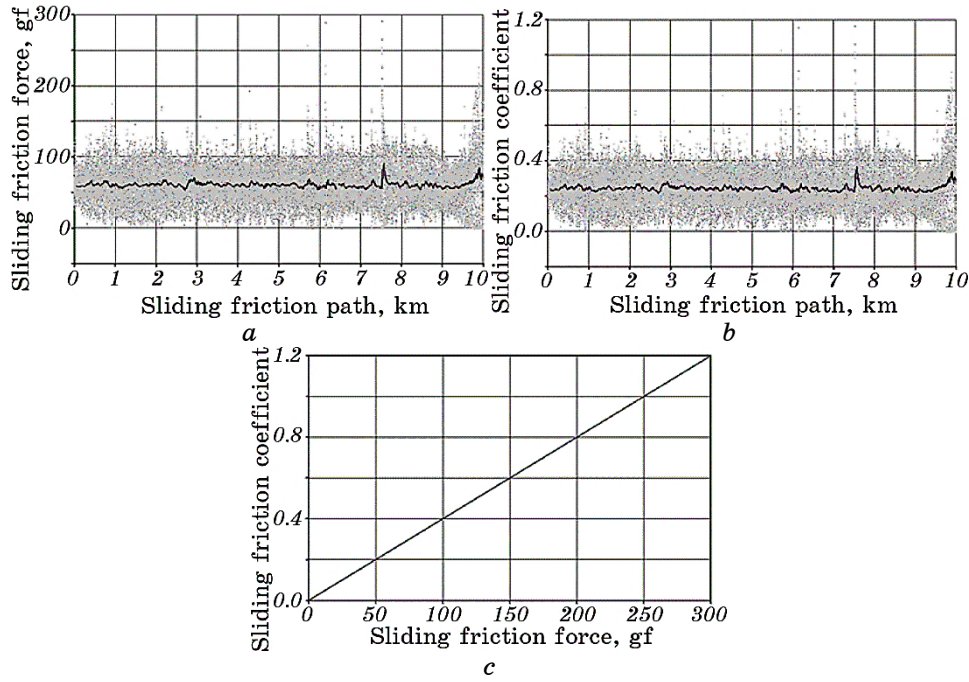 Sliding friction force, gf
300
200
100
0
0 1 2 3 4 5 6 7 8 9 10
Sliding friction path, km
a
Sliding friction coefficient
1.2
0.8
0.4
0.0
0 1 2 3 4 5 6 7 8 9 10
Sliding friction path, km
b
Sliding friction coefficient
1.2
0.8
0.4
0.0
0 50 100 150 200 250 300
Sliding friction force, gf
c